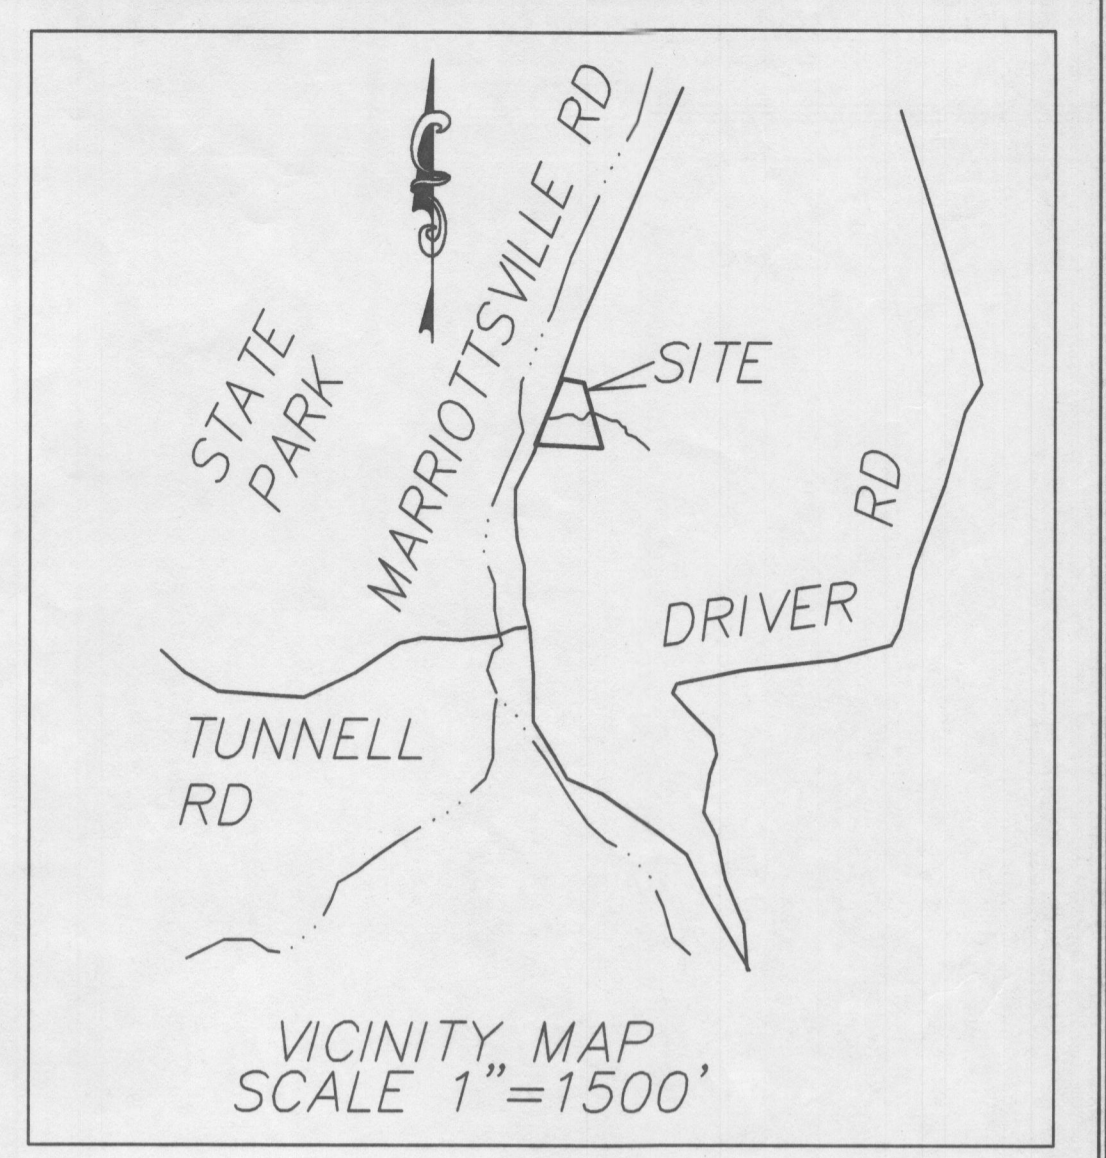 MARRIOTTSVILLE RD
STATE
PARK
SITE
DRIVER RD
TUNNELL
RD
VICINITY MAP
SCALE 1"=1500'